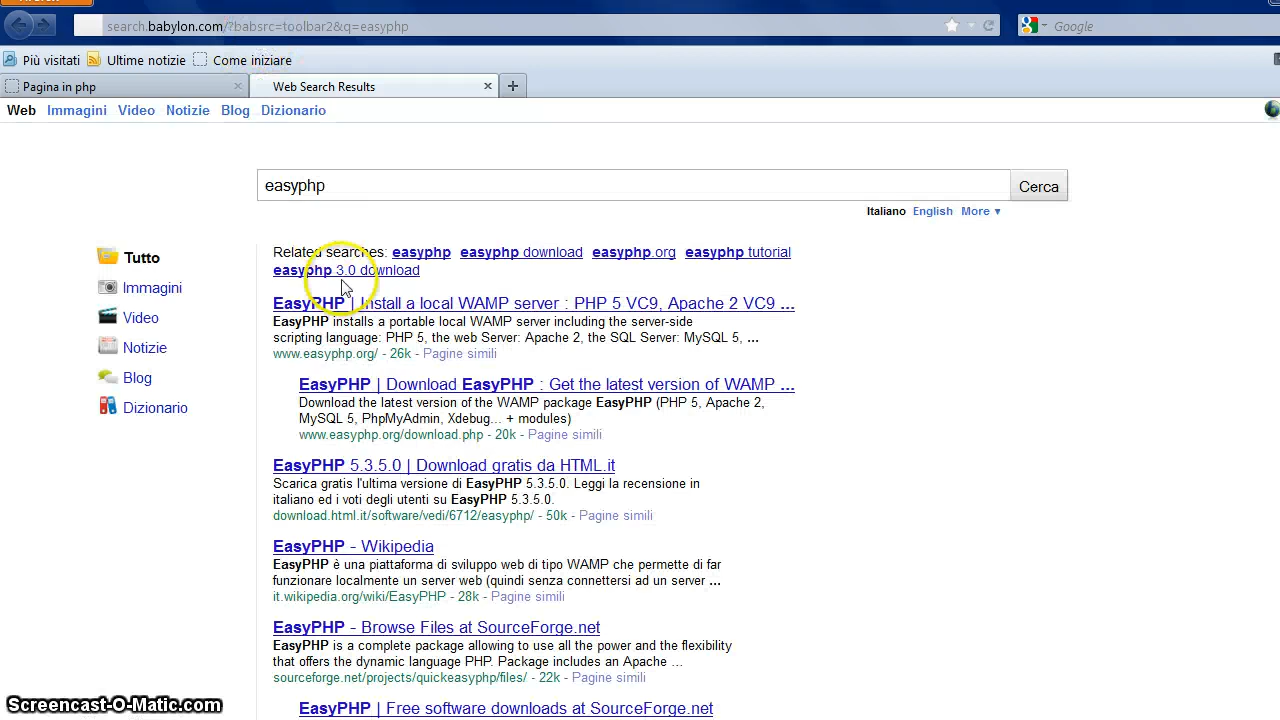 search.babylon.com/?babsrc=toolbar2&q=easyphp
Google
Più visitati Ultime notizie Come iniziare
Pagina in php Web Search Results
Web Immagini Video Notizie Blog Dizionario
easyphp Cerca
Italiano English More ▼
Tutto
Immagini
Video
Notizie
Blog
Dizionario
Related searches: easyphp easyphp download easyphp.org easyphp tutorial
easyphp 3.0 download
EasyPHP | Install a local WAMP server : PHP 5 VC9, Apache 2 VC9 ...
EasyPHP installs a portable local WAMP server including the server-side
scripting language: PHP 5, the web Server: Apache 2, the SQL Server: MySQL 5, ...
www.easyphp.org/ - 26k - Pagine simili
EasyPHP | Download EasyPHP : Get the latest version of WAMP ...
Download the latest version of the WAMP package EasyPHP (PHP 5, Apache 2,
MySQL 5, PhpMyAdmin, Xdebug... + modules)
www.easyphp.org/download.php - 20k - Pagine simili
EasyPHP 5.3.5.0 | Download gratis da HTML.it
Scarica gratis l'ultima versione di EasyPHP 5.3.5.0. Leggi la recensione in
italiano ed i voti degli utenti su EasyPHP 5.3.5.0.
download.html.it/software/vedi/6712/easyphp/ - 50k - Pagine simili
EasyPHP - Wikipedia
EasyPHP è una piattaforma di sviluppo web di tipo WAMP che permette di far
funzionare localmente un server web (quindi senza connettersi ad un server ...
it.wikipedia.org/wiki/EasyPHP - 28k - Pagine simili
EasyPHP - Browse Files at SourceForge.net
EasyPHP is a complete package allowing to use all the power and the flexibility
that offers the dynamic language PHP. Package includes an Apache ...
sourceforge.net/projects/quickeasyphp/files/ - 22k - Pagine simili
EasyPHP | Free software downloads at SourceForge.net
Screencast-O-Matic.com